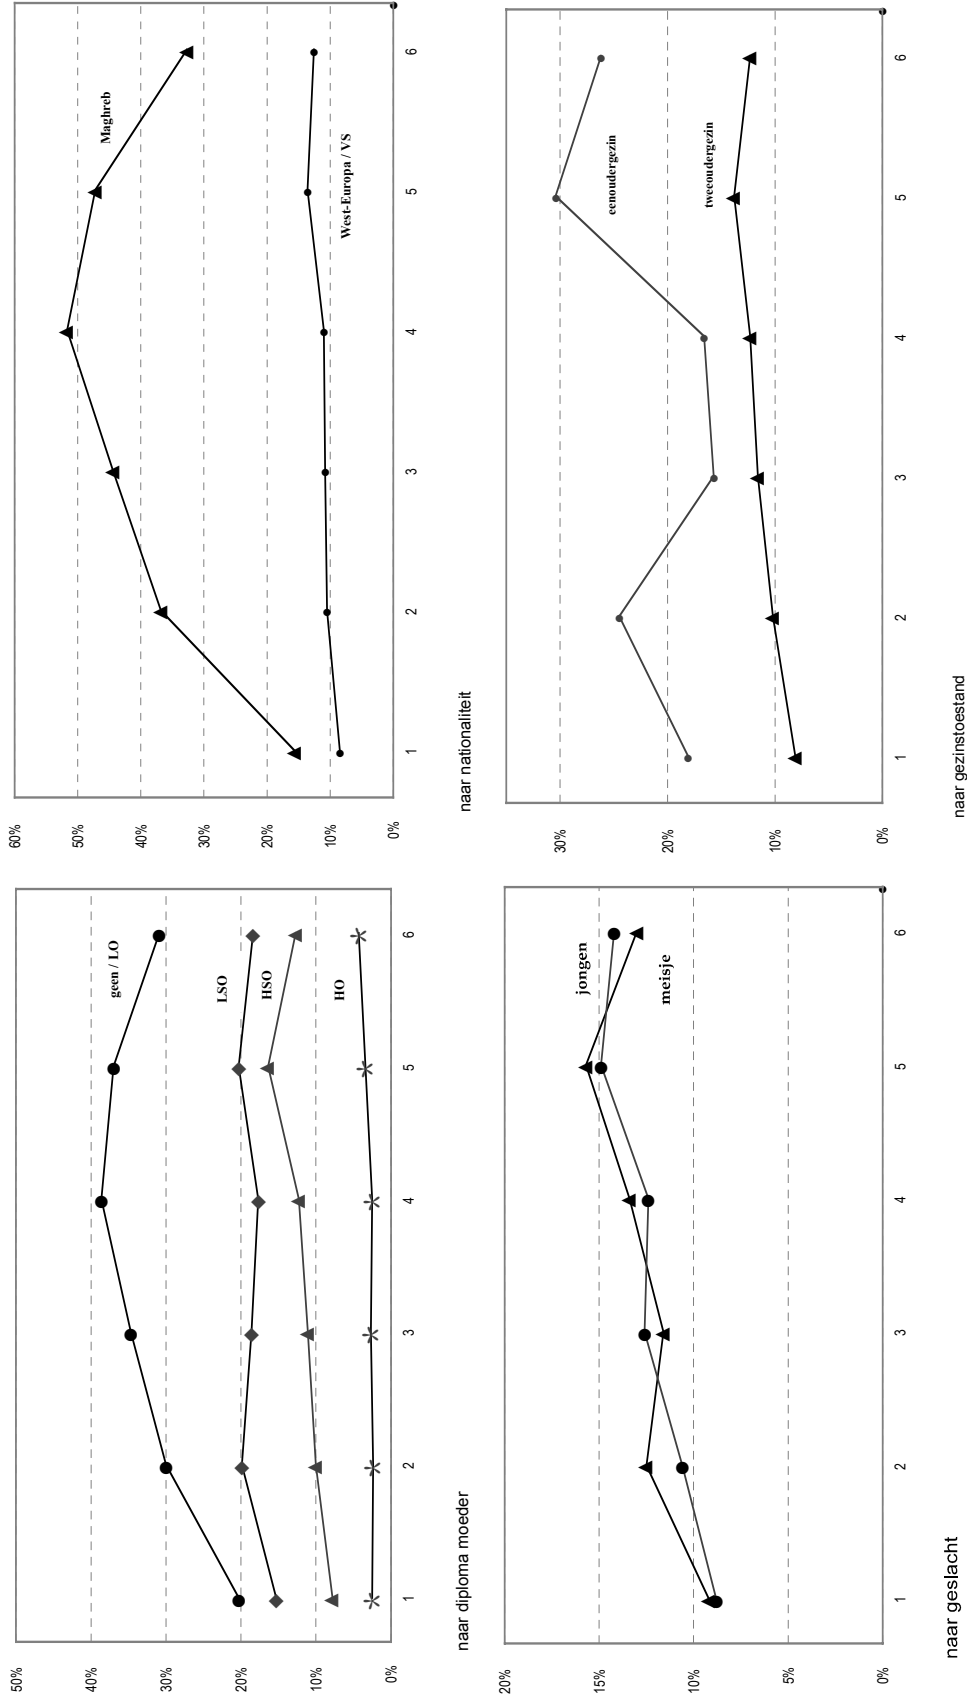 50%
40%
geen / LO
30%
LSO
20%
HSO
10%
HO
0%
1 2 3 4 5 6
naar diploma moeder
60%
50%
Maghreb
40%
30%
20%
10%
West-Europa / VS
0%
1 2 3 4 5 6
naar nationaliteit
20%
jongen
15%
meisje
10%
5%
0%
1 2 3 4 5 6
naar geslacht
30%
eenoudergezin
20%
tweeoudergezin
10%
0%
1 2 3 4 5 6
naar gezinstoestand